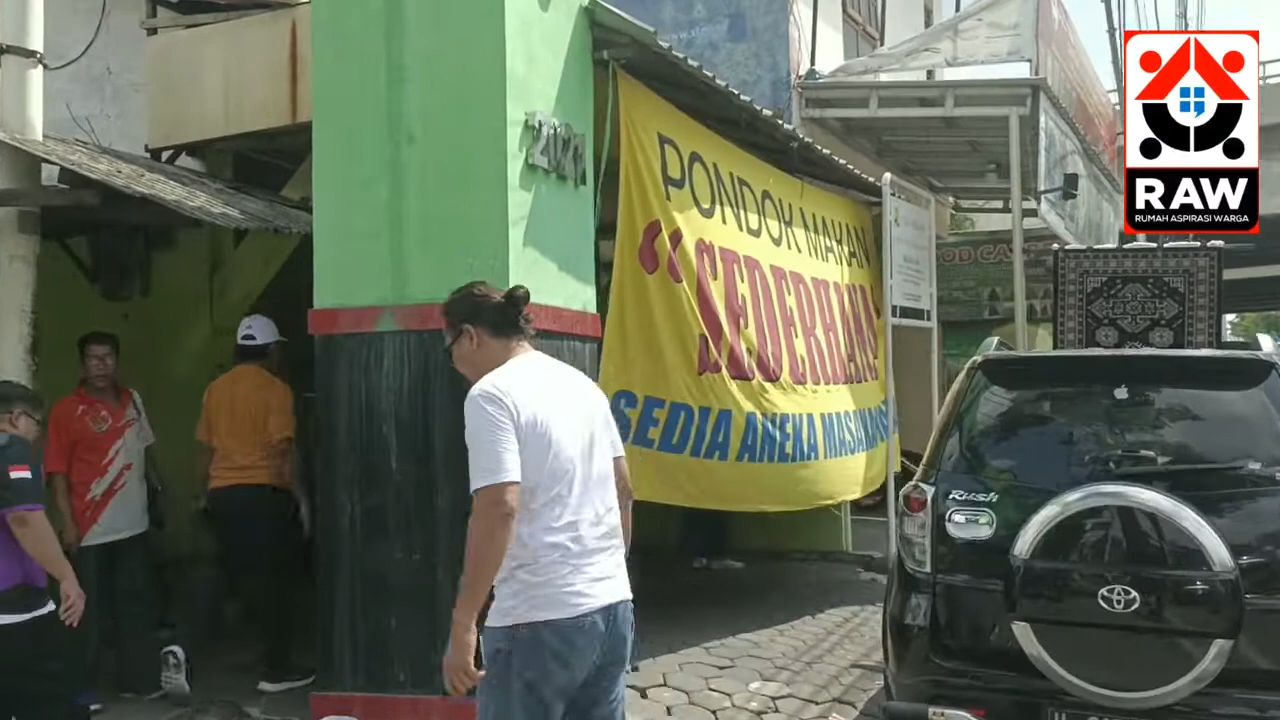 2021
PONDOK MAKAN
"SEDERHANA"
SEDIA ANEKA MASAKAN
RAW
RUMAH ASPIRASI WARGA
Rush